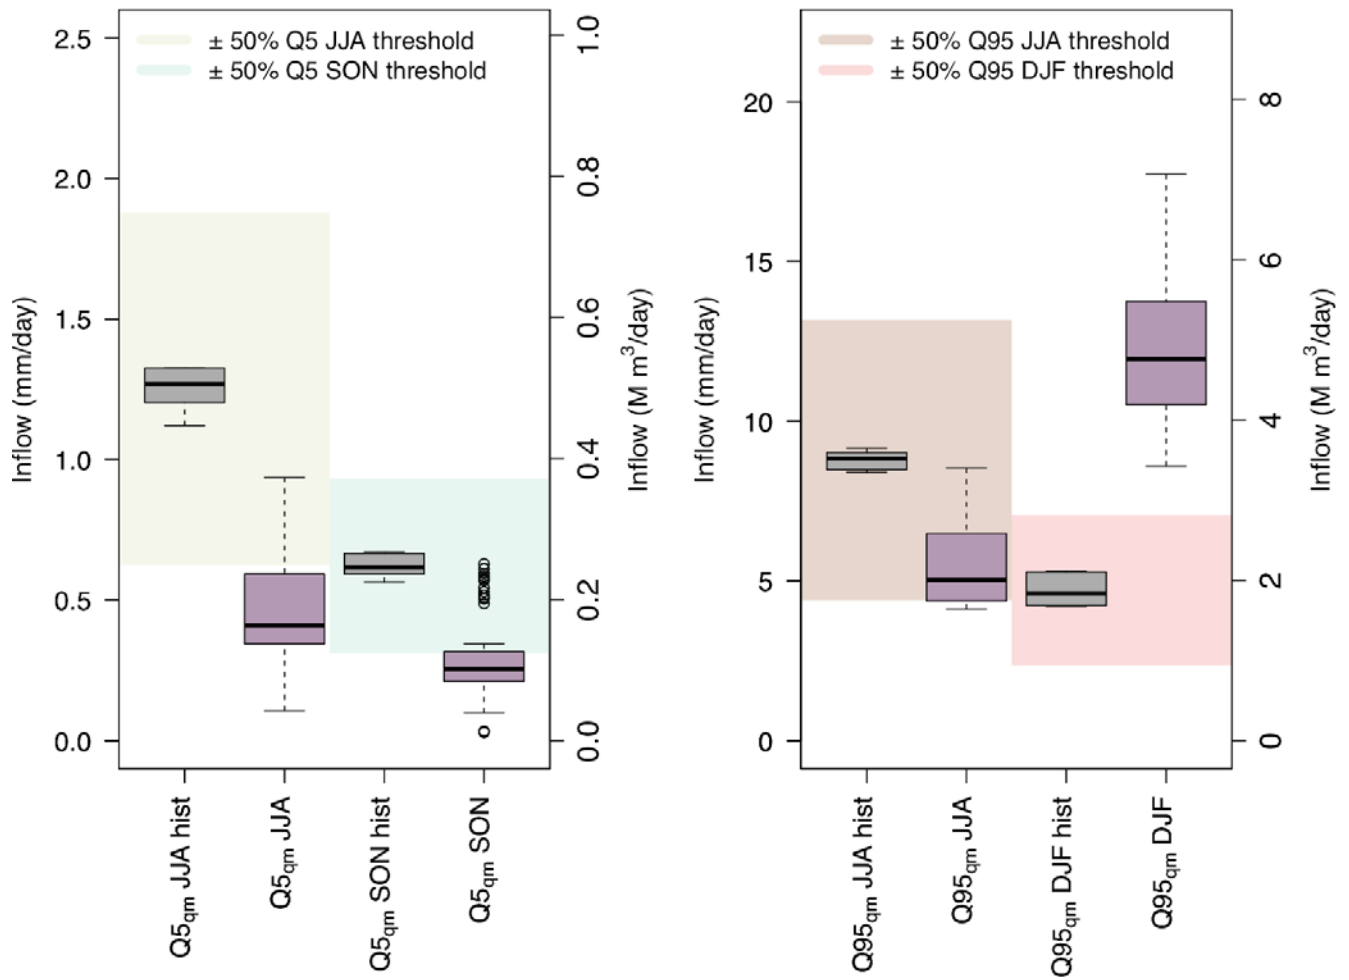 ± 50% Q5 JJA threshold
± 50% Q5 SON threshold
Inflow (mm/day)
2.5
2.0
1.5
1.0
0.5
0.0
1.0
0.8
0.6
0.4
0.2
0.0
Inflow (M m³/day)
Q5qm JJA hist
Q5qm JJA
Q5qm SON hist
Q5qm SON
± 50% Q95 JJA threshold
± 50% Q95 DJF threshold
Inflow (mm/day)
20
15
10
5
0
8
6
4
2
0
Inflow (M m³/day)
Q95qm JJA hist
Q95qm JJA
Q95qm DJF hist
Q95qm DJF